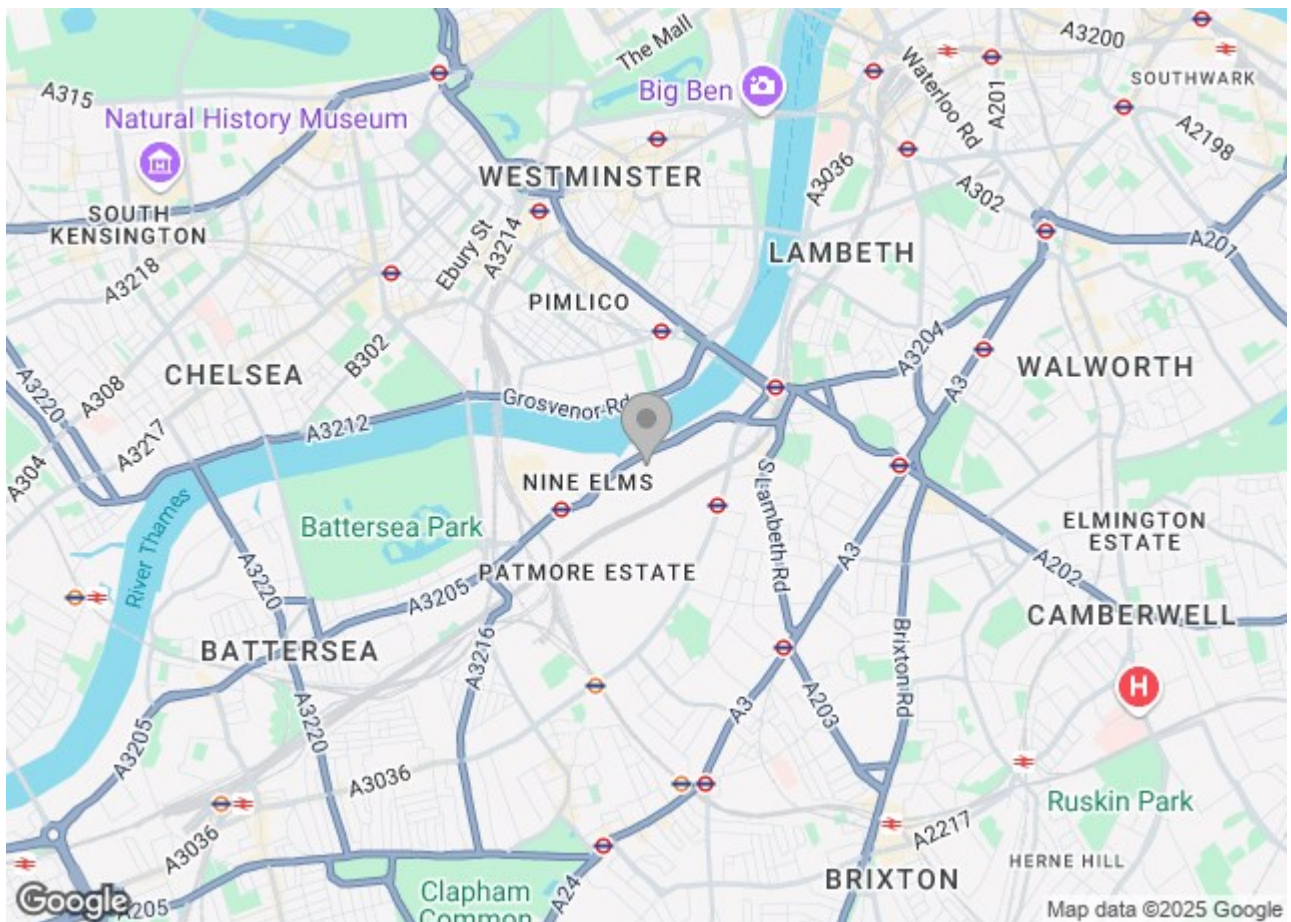 The Mall
A3200
SOUTHWARK
A315
Big Ben
Waterloo Rd
A201
Natural History Museum
A2198
WESTMINSTER
A3036
A302
SOUTH
KENSINGTON
Ebury St
A3214
LAMBETH
A201
A3218
PIMLICO
B302
A3204
A3220
A308
CHELSEA
A3
WALWORTH
A3217
A3212
Grosvenor Rd
A304
NINE ELMS
S Lambeth Rd
River Thames
Battersea Park
ELMINGTON
ESTATE
A3220
A3205
PATMORE ESTATE
A3
A202
CAMBERWELL
BATTERSEA
A3216
Brixton Rd
H
A3205
A3220
A3
A203
A3036
Ruskin Park
A3036
A2217
HERNE HILL
BRIXTON
Clapham
Common
A24
Google
A205
Map data ©2025 Google